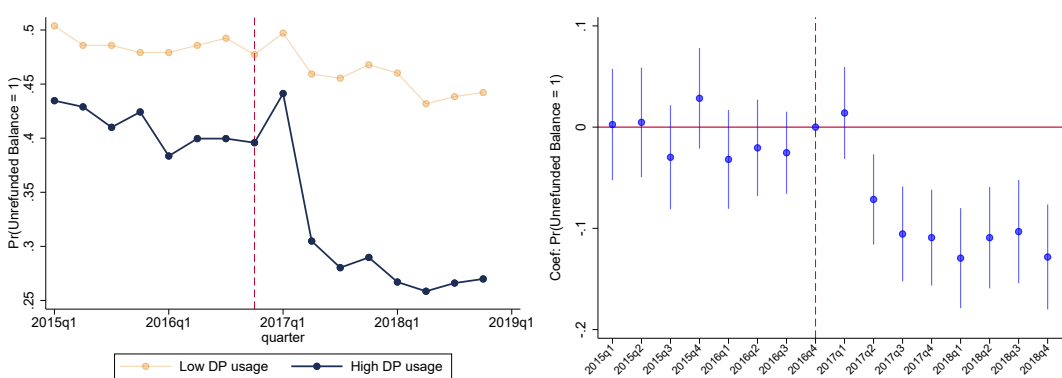 Pr(Unrefunded Balance = 1)
.5
.45
.4
.35
.3
.25
2015q1
2016q1
2017q1
2018q1
2019q1
quarter
Low DP usage
High DP usage
Coef: Pr(Unrefunded Balance = 1)
.1
0
-.1
-.2
2015q1
2015q2
2015q3
2015q4
2016q1
2016q2
2016q3
2016q4
2017q1
2017q2
2017q3
2017q4
2018q1
2018q2
2018q3
2018q4